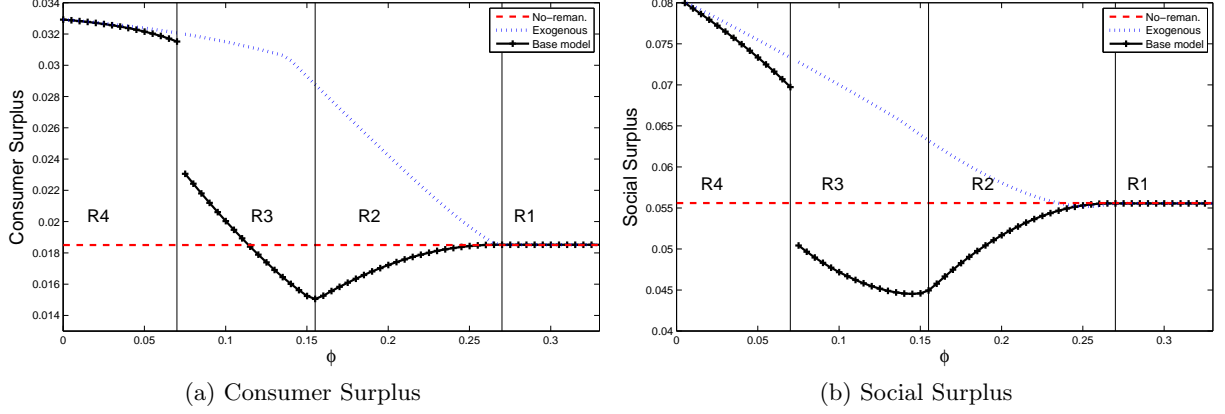 0.034
0.032
0.03
0.028
0.026
0.024
0.022
0.02
0.018
0.016
0.014
Consumer Surplus
No-reman.
Exogenous
Base model
R4
R3
R2
R1
0 0.05 0.1 0.15 0.2 0.25 0.3
ϕ
(a) Consumer Surplus
0.08
0.075
0.07
0.065
0.06
0.055
0.05
0.045
0.04
Social Surplus
No-reman.
Exogenous
Base model
R4
R3
R2
R1
0 0.05 0.1 0.15 0.2 0.25 0.3
ϕ
(b) Social Surplus